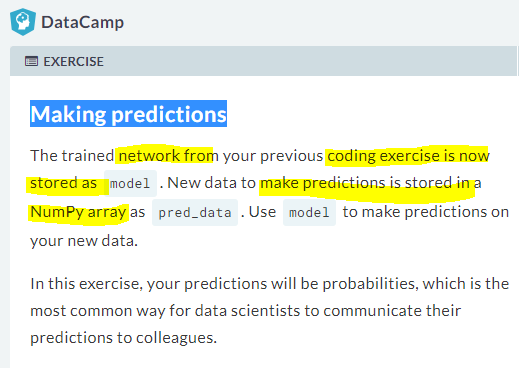 DataCamp
EXERCISE
Making predictions
The trained network from your previous coding exercise is now
stored as model . New data to make predictions is stored in a
NumPy array as pred_data . Use model to make predictions on
your new data.
In this exercise, your predictions will be probabilities, which is the
most common way for data scientists to communicate their
predictions to colleagues.